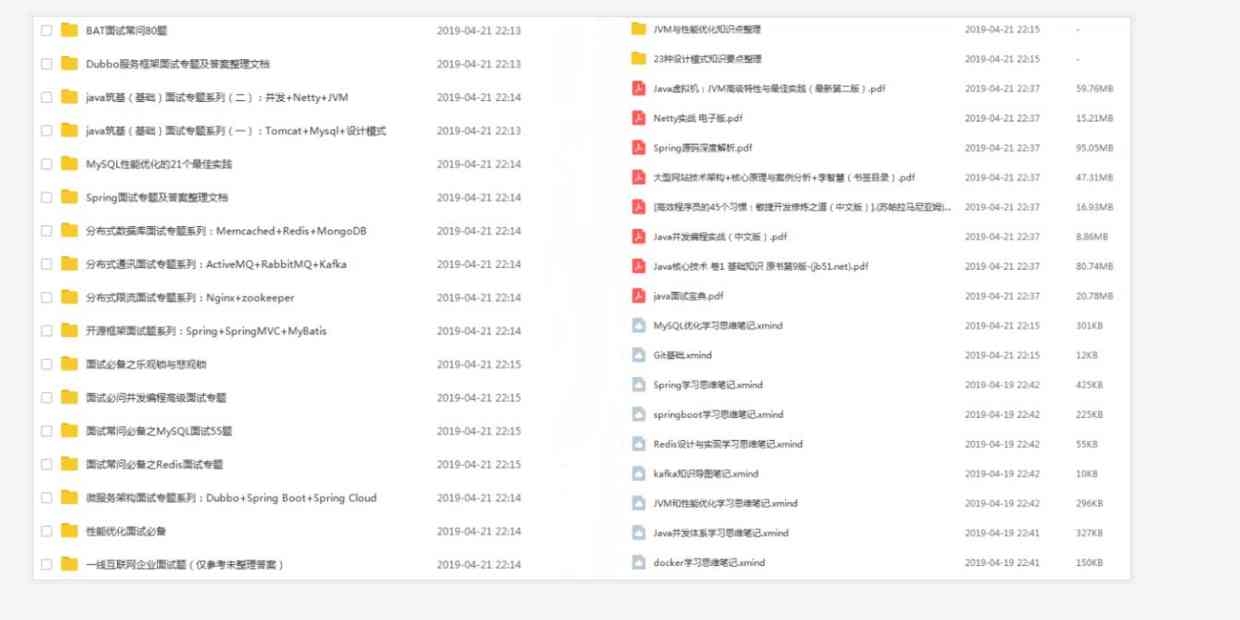 BAT面试常问80题 2019-04-21 22:13
Dubbo服务框架面试专题及答案整理文档 2019-04-21 22:13
java筑基（基础）面试专题系列（二）：并发+Netty+JVM 2019-04-21 22:14
java筑基（基础）面试专题系列（一）：Tomcat+Mysql+设计模式 2019-04-21 22:13
MySQL性能优化的21个最佳实践 2019-04-21 22:14
Spring面试专题及答案整理文档 2019-04-21 22:14
分布式数据库面试专题系列：Memcached+Redis+MongoDB 2019-04-21 22:14
分布式通讯面试专题系列：ActiveMQ+RabbitMQ+Kafka 2019-04-21 22:14
分布式限流面试专题系列：Nginx+zookeeper 2019-04-21 22:14
开源框架面试题系列：Spring+SpringMVC+MyBatis 2019-04-21 22:14
面试必备之乐观锁与悲观锁 2019-04-21 22:15
面试必问并发编程高级面试专题 2019-04-21 22:15
面试常问必备之MySQL面试55题 2019-04-21 22:15
面试常问必备之Redis面试专题 2019-04-21 22:15
微服务架构面试专题系列：Dubbo+Spring Boot+Spring Cloud 2019-04-21 22:14
性能优化面试必备 2019-04-21 22:14
一线互联网企业面试题（仅参考未整理答案） 2019-04-21 22:14
JVM与性能优化知识点整理 2019-04-21 22:15 -
23种设计模式知识要点整理 2019-04-21 22:15 -
Java虚拟机：JVM高级特性与最佳实践（最新第二版）.pdf 2019-04-21 22:37 59.76MB
Netty实战 电子版.pdf 2019-04-21 22:37 15.21MB
Spring源码深度解析.pdf 2019-04-21 22:37 95.05MB
大型网站技术架构+核心原理与案例分析+李智慧（书签目录）.pdf 2019-04-21 22:37 47.31MB
[高效程序员的45个习惯：敏捷开发修炼之道（中文版）].(苏帕拉马尼亚姆)... 2019-04-21 22:37 16.93MB
Java并发编程实战（中文版）.pdf 2019-04-21 22:37 8.86MB
Java核心技术 卷1 基础知识 原书第9版-(jb51.net).pdf 2019-04-21 22:37 80.74MB
java面试宝典.pdf 2019-04-21 22:37 20.78MB
MySQL优化学习思维笔记.xmind 2019-04-21 22:15 301KB
Git基础.xmind 2019-04-21 22:15 12KB
Spring学习思维笔记.xmind 2019-04-19 22:42 425KB
springboot学习思维笔记.xmind 2019-04-19 22:42 225KB
Redis设计与实现学习思维笔记.xmind 2019-04-19 22:42 55KB
kafka知识导图笔记.xmind 2019-04-19 22:42 10KB
JVM和性能优化学习思维笔记.xmind 2019-04-19 22:42 296KB
Java并发体系学习思维笔记.xmind 2019-04-19 22:41 327KB
docker学习思维笔记.xmind 2019-04-19 22:41 150KB